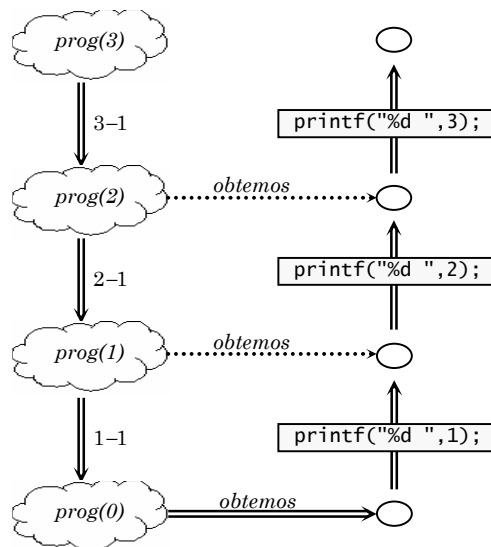 prog(3)
3–1
printf("%d ",3);
prog(2)
obtemos
2–1
printf("%d ",2);
prog(1)
obtemos
1–1
printf("%d ",1);
prog(0)
obtemos